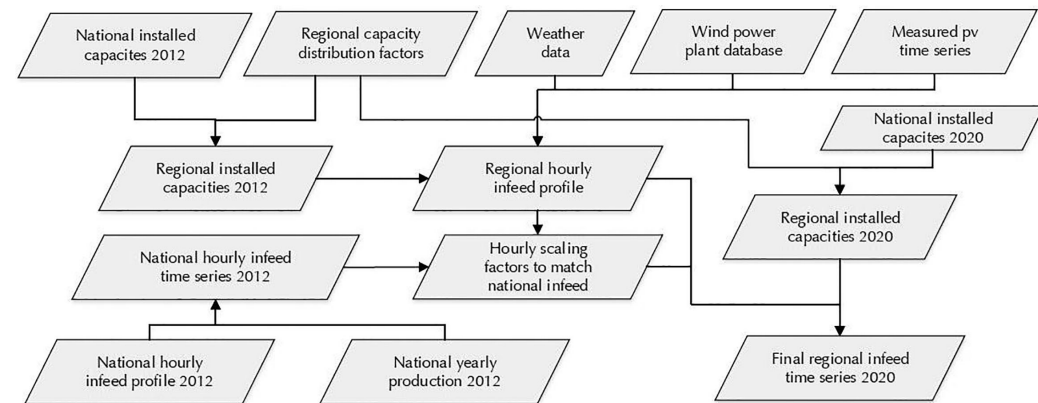 National installed
capacites 2012
Regional capacity
distribution factors
Weather
data
Wind power
plant database
Measured pv
time series
National installed
capacites 2020
Regional installed
capacities 2012
Regional hourly
infeed profile
Regional installed
capacities 2020
National hourly infeed
time series 2012
Hourly scaling
factors to match
national infeed
National hourly
infeed profile 2012
National yearly
production 2012
Final regional infeed
time series 2020